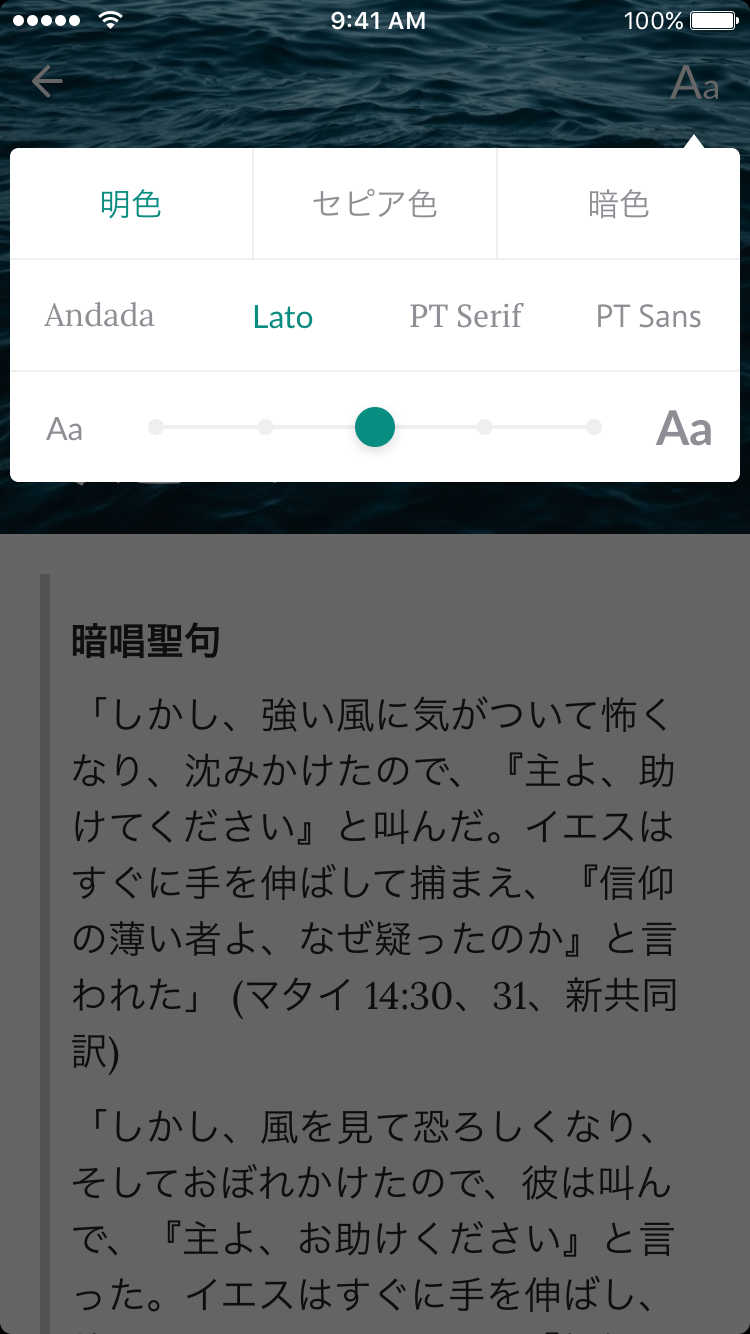 9:41 AM
100%
Aa
明色
セピア色
暗色
Andada
Lato
PT Serif
PT Sans
Aa
Aa
暗唱聖句
「しかし、強い風に気がついて怖く
なり、沈みかけたので、『主よ、助
けてください』と叫んだ。イエスは
すぐに手を伸ばして捕まえ、『信仰
の薄い者よ、なぜ疑ったのか』と言
われた」 (マタイ 14:30、31、新共同
訳)
「しかし、風を見て恐ろしくなり、
そしておぼれかけたので、彼は叫ん
で、『主よ、お助けください』と言
った。イエスはすぐに手を伸ばし、